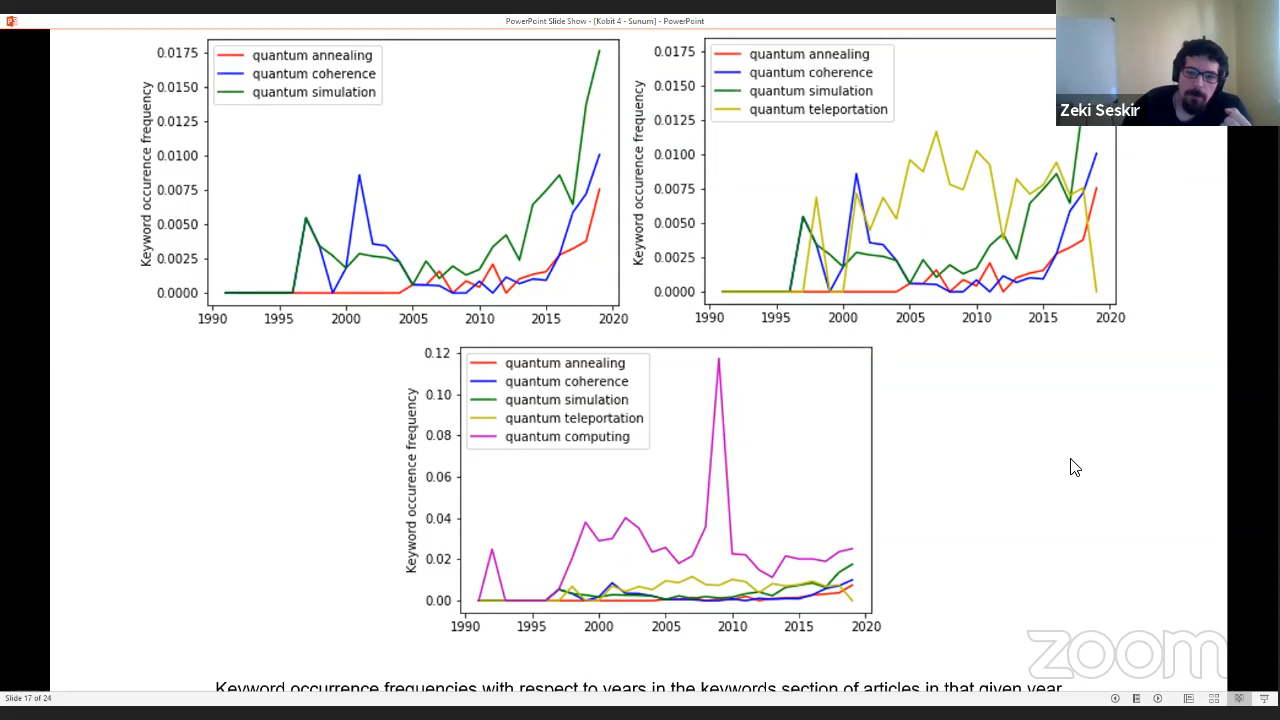 PowerPoint Slide Show - [Kobit 4 - Sunum] - PowerPoint
Zeki Seskir
quantum annealing
quantum coherence
quantum simulation
Keyword occurence frequency
0.0175
0.0150
0.0125
0.0100
0.0075
0.0050
0.0025
0.0000
1990 1995 2000 2005 2010 2015 2020
quantum annealing
quantum coherence
quantum simulation
quantum teleportation
Keyword occurence frequency
0.0175
0.0150
0.0125
0.0100
0.0075
0.0050
0.0025
0.0000
1990 1995 2000 2005 2010 2015 2020
quantum annealing
quantum coherence
quantum simulation
quantum teleportation
quantum computing
Keyword occurence frequency
0.12
0.10
0.08
0.06
0.04
0.02
0.00
1990 1995 2000 2005 2010 2015 2020
zoom
Keyword occurrence frequencies with respect to years in the keywords section of articles in that given year
Slide 17 of 24